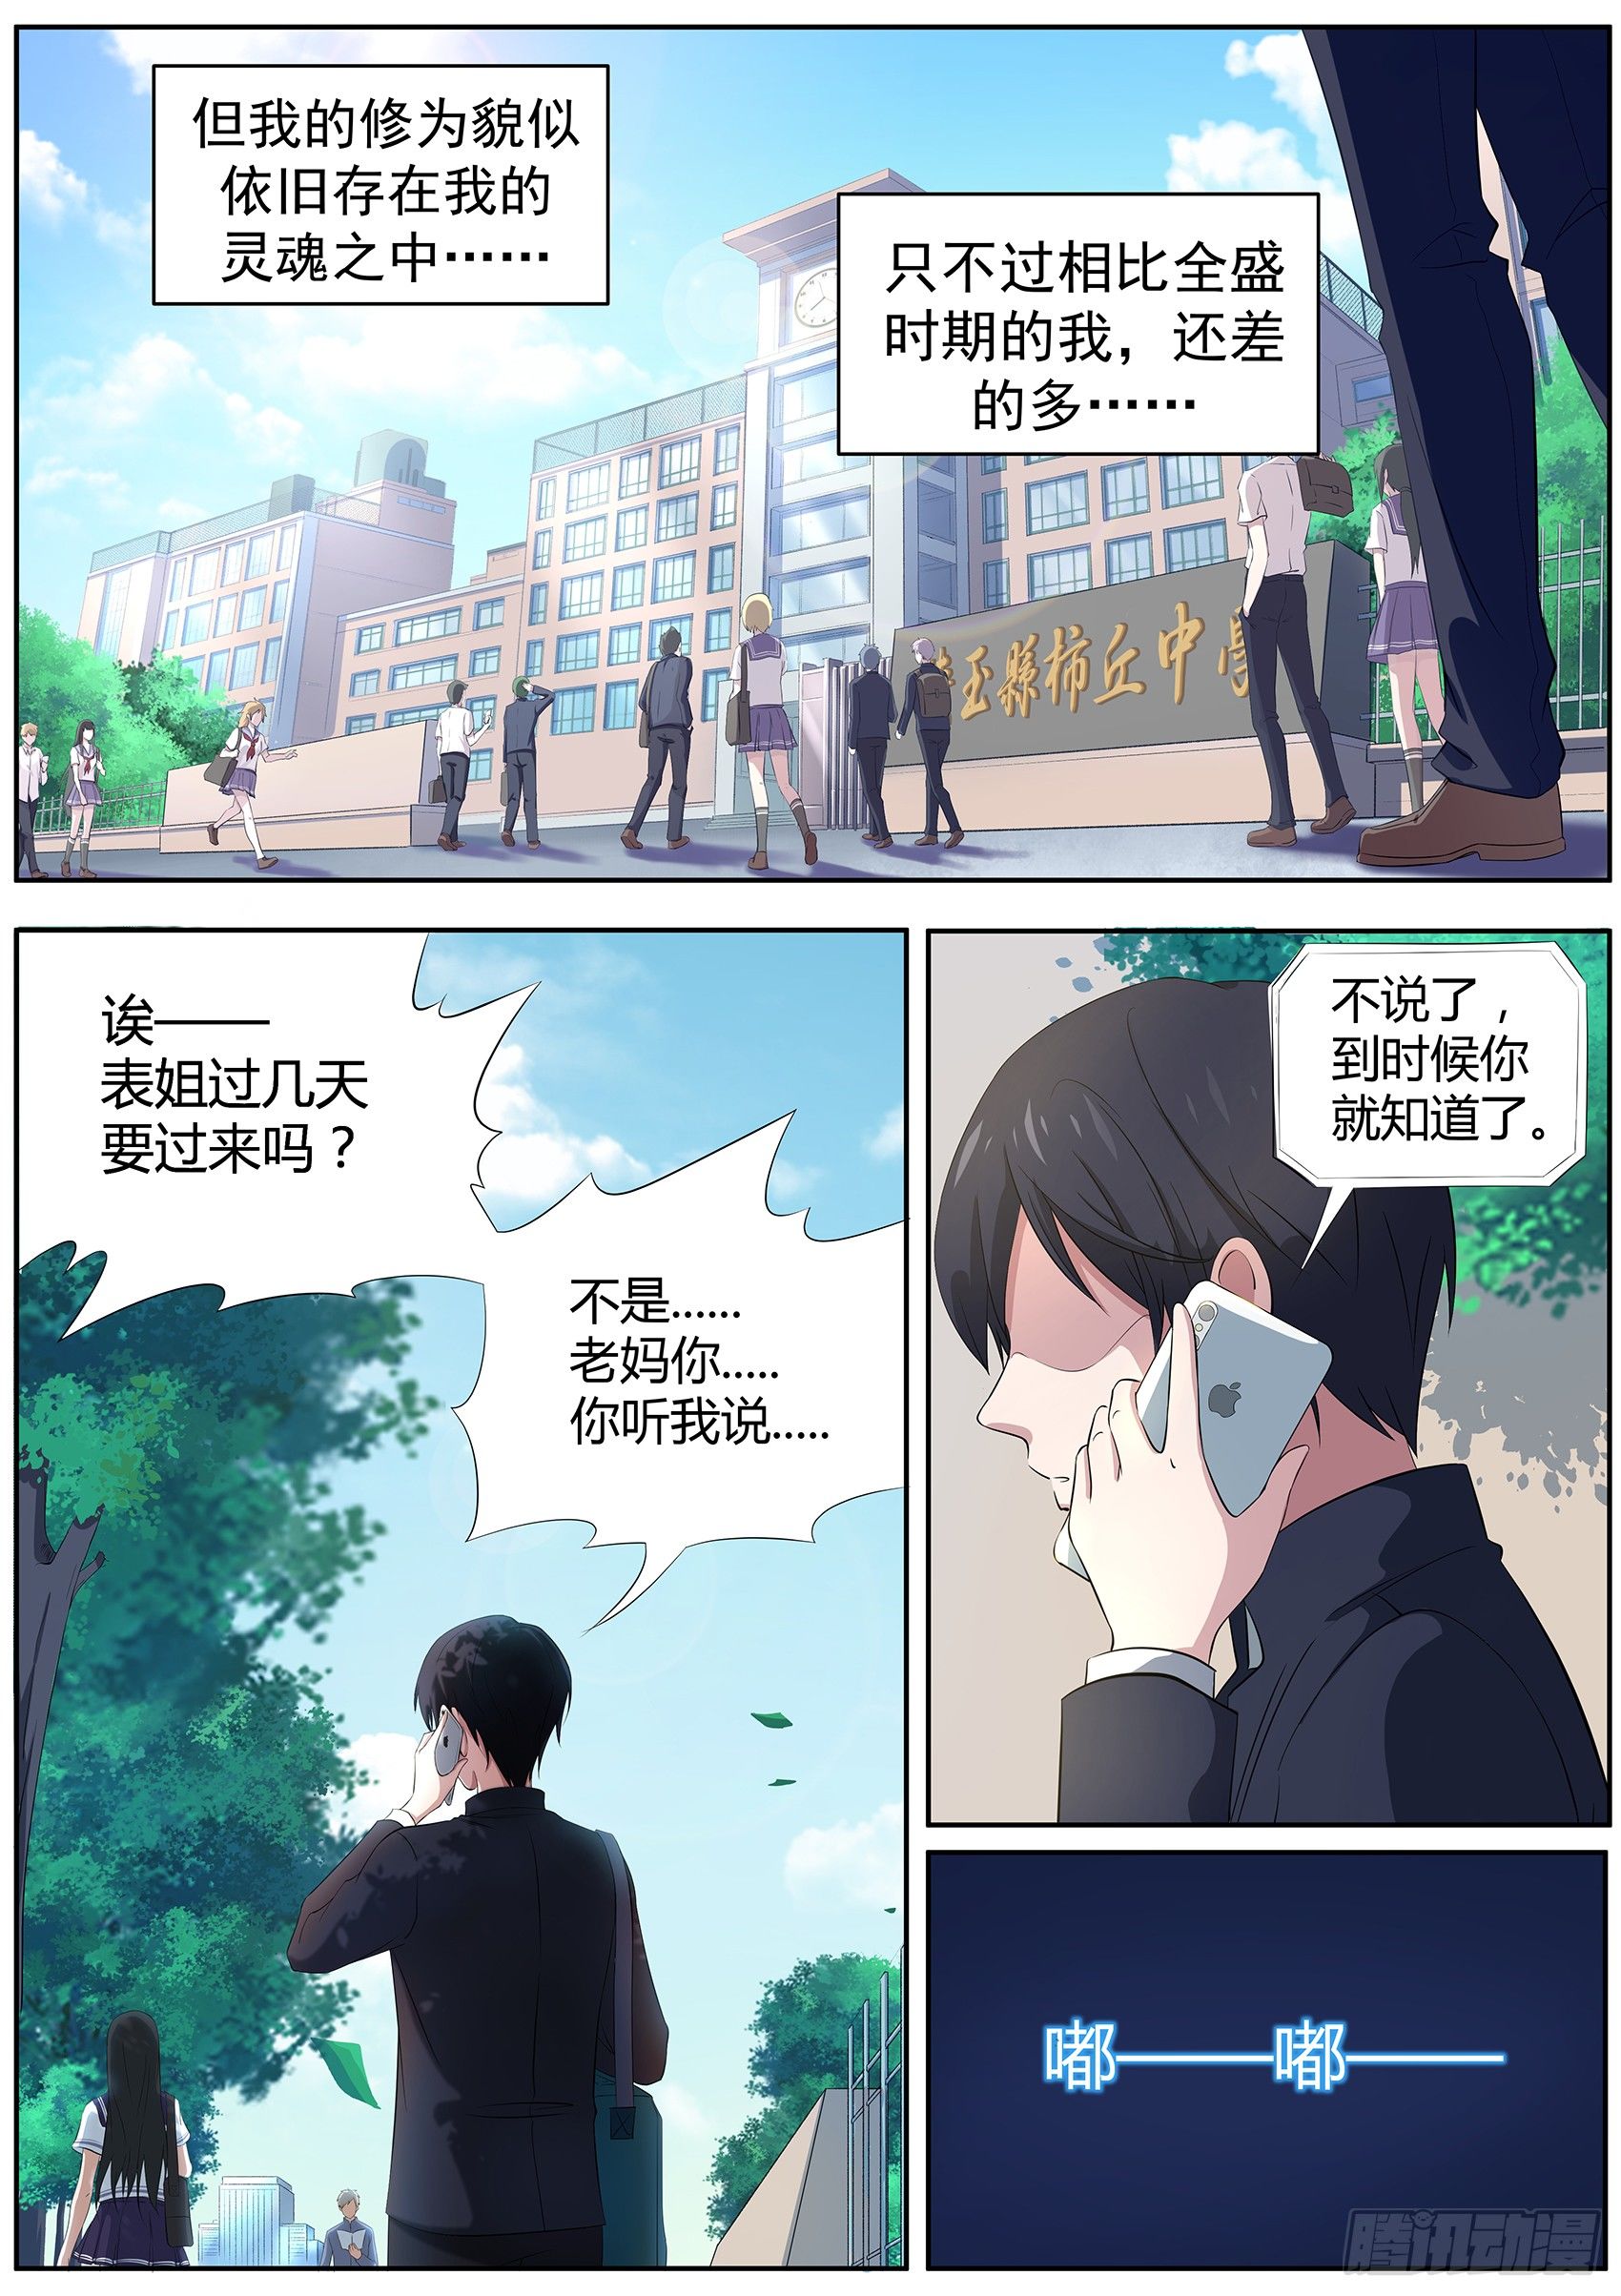 但我的修为貌似
依旧存在我的
灵魂之中……
只不过相比全盛
时期的我，还差
的多……
玉縣柿丘中學
诶——
表姐过几天
要过来吗？
不是......
老妈你.....
你听我说.....
不说了，
到时候你
就知道了。
嘟——嘟——
腾讯动漫